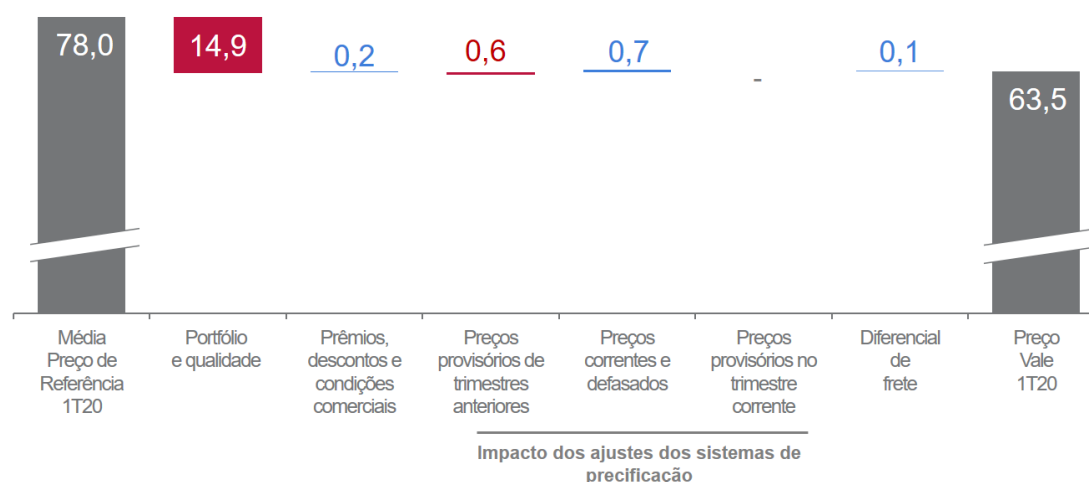 78,0
14,9
0,2
0,6
0,7
-
0,1
63,5
Média
Preço de
Referência
1T20
Portfólio
e qualidade
Prêmios,
descontos e
condições
comerciais
Preços
provisórios de
trimestres
anteriores
Preços
correntes e
defasados
Preços
provisórios no
trimestre
corrente
Diferencial
de
frete
Preço
Vale
1T20
Impacto dos ajustes dos sistemas de
precificação